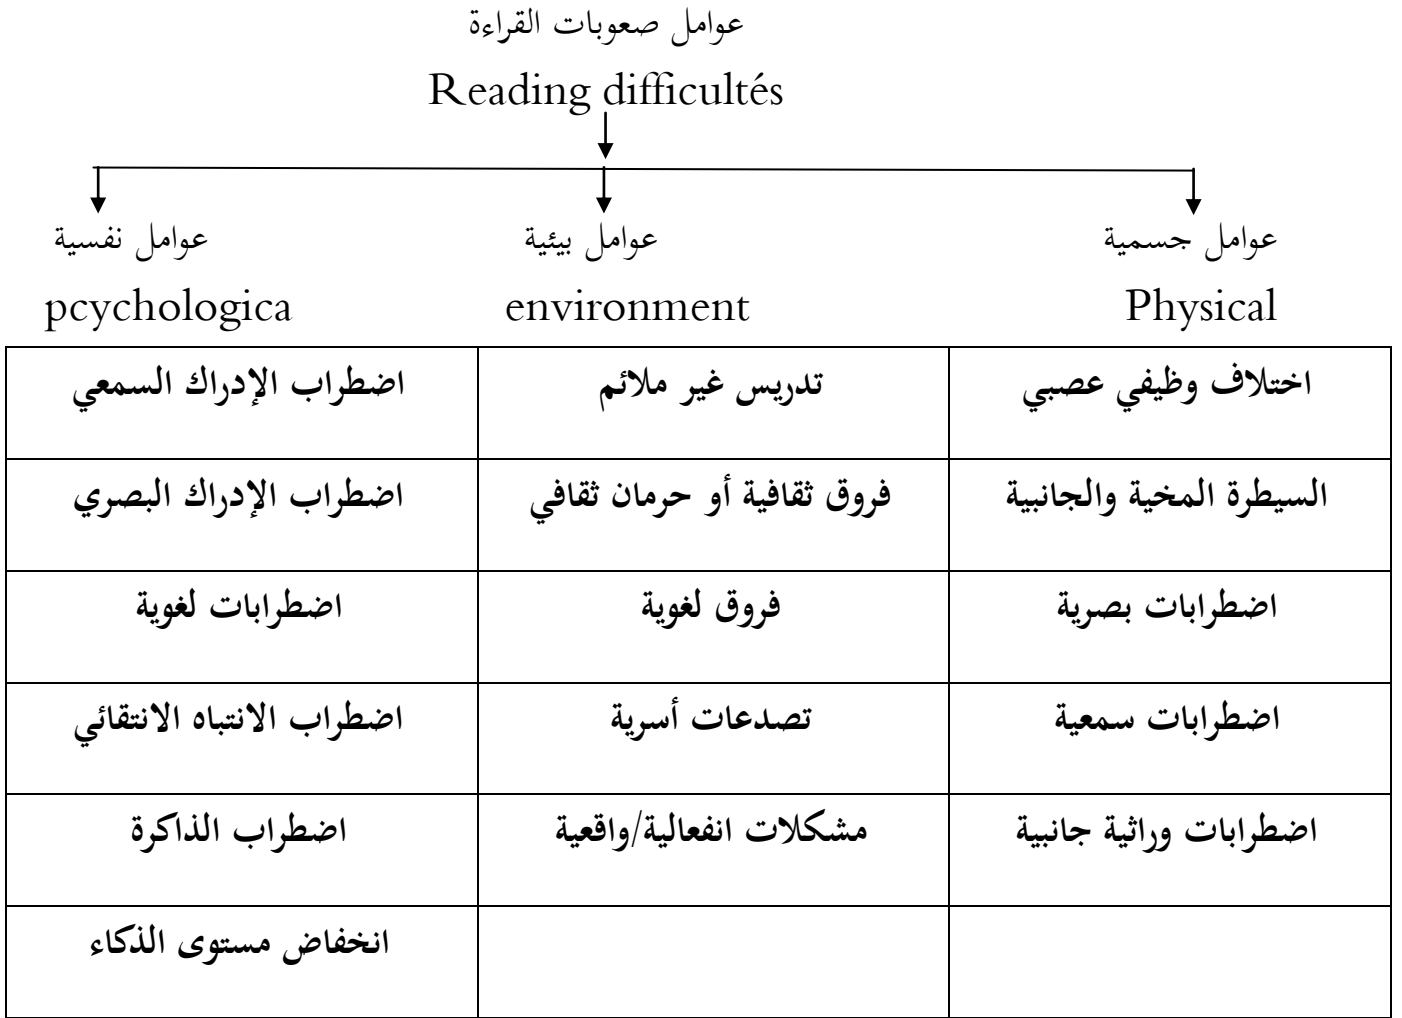 عوامل صعوبات القراءة
Reading difficultés
عوامل جسمية
عوامل بيئية
عوامل نفسية
Physical
environment
pcychologica
اختلاف وظيفي عصبي
تدريس غير ملائم
اضطراب الإدراك السمعي
السيطرة المخية والجانبية
فروق ثقافية أو حرمان ثقافي
اضطراب الإدراك البصري
اضطرابات بصرية
فروق لغوية
اضطرابات لغوية
اضطرابات سمعية
تصدعات أسرية
اضطراب الانتباه الانتقائي
اضطرابات وراثية جانبية
مشكلات انفعالية/واقعية
اضطراب الذاكرة
انخفاض مستوى الذكاء